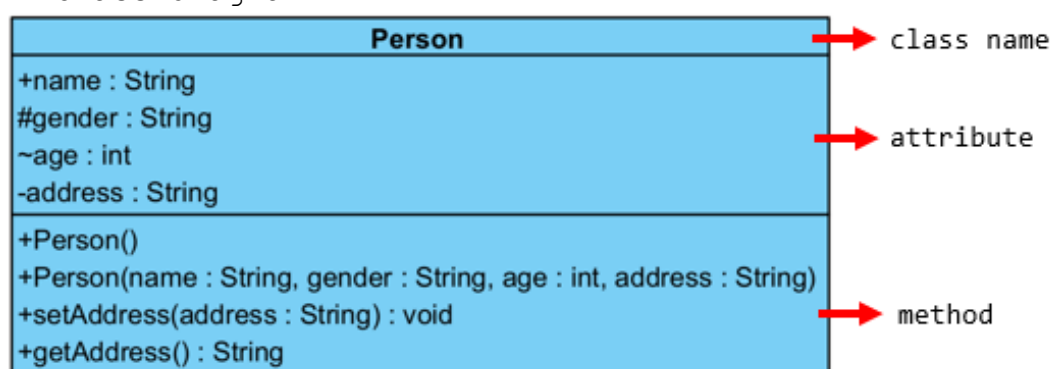 Person
class name
+name : String
#gender : String
~age : int
attribute
-address : String
+Person()
+Person(name : String, gender : String, age : int, address : String)
+setAddress(address : String) : void
method
+getAddress() : String